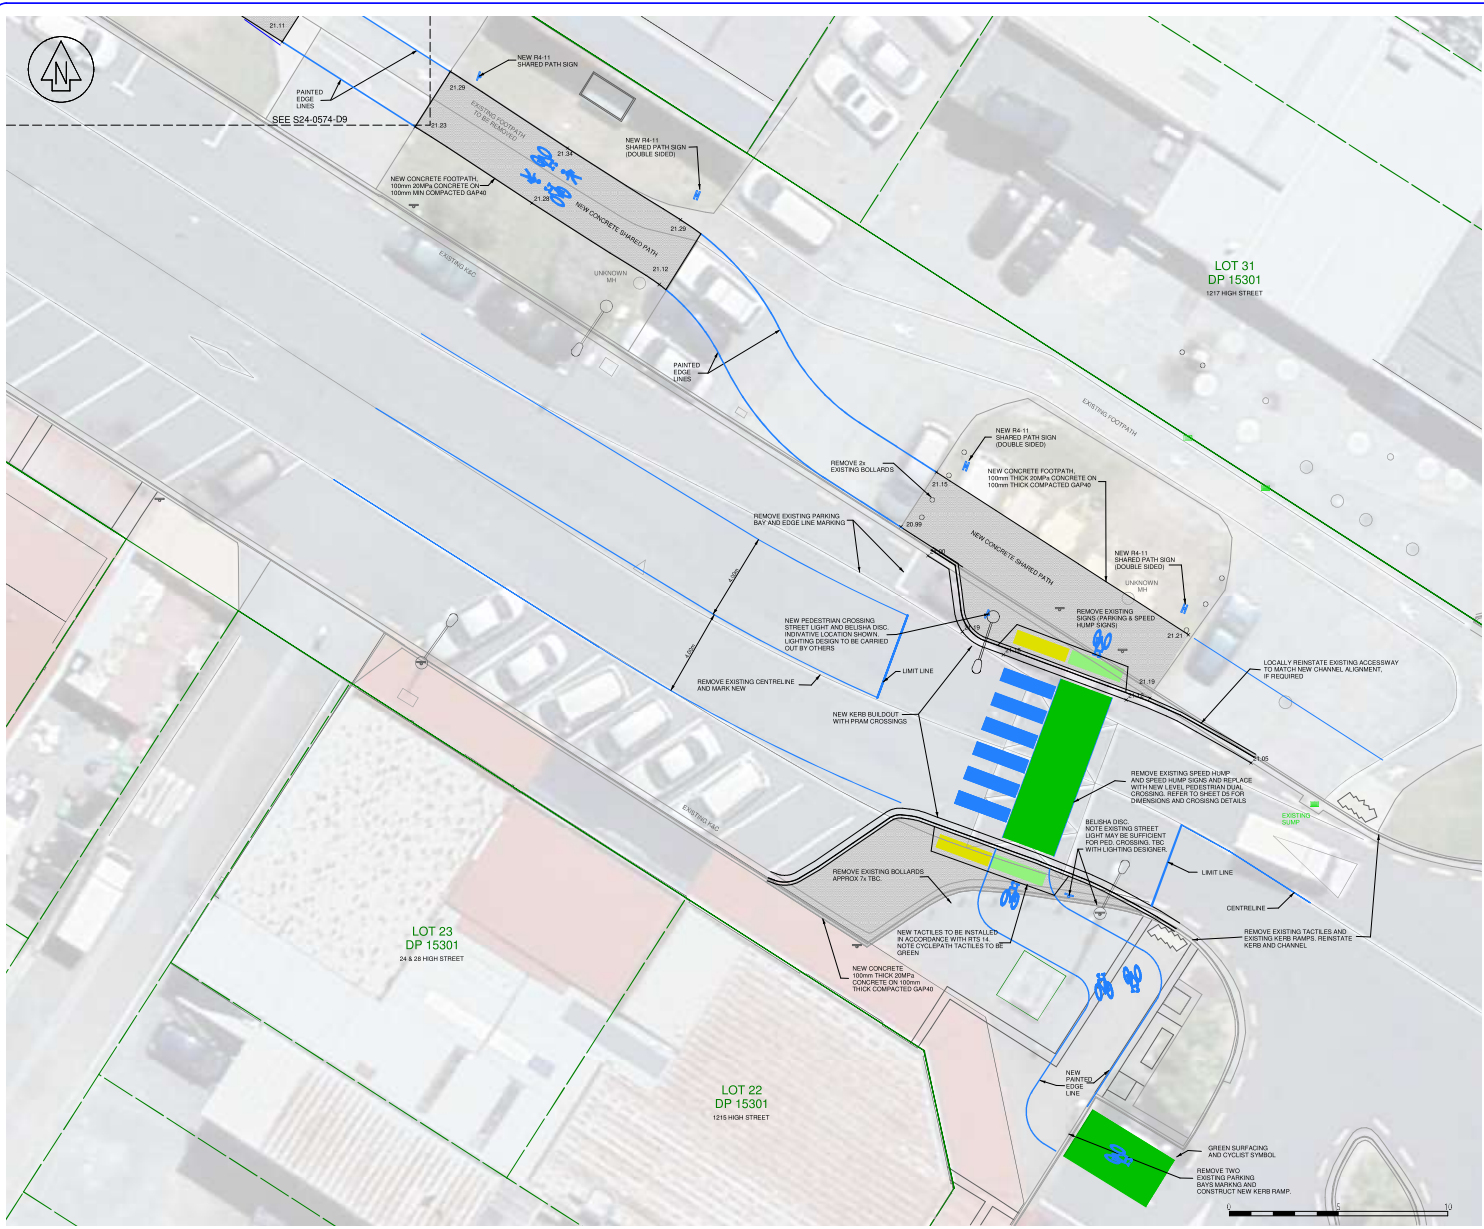 21.11
N
NEW R4-11
SHARED PATH SIGN
PAINTED
EDGE
LINES
SEE S24-0574-D9
21.29
21.23
EXISTING FOOTPATH
TO BE REMOVED
NEW R4-11
SHARED PATH SIGN
(DOUBLE SIDED)
21.34
NEW CONCRETE FOOTPATH,
100mm 20MPa CONCRETE ON
100mm MIN COMPACTED GAP40
21.28
NEW CONCRETE SHARED PATH
21.29
EXISTING K&C
UNKNOWN
MH
21.12
LOT 31
DP 15301
1217 HIGH STREET
PAINTED
EDGE
LINES
EXISTING FOOTPATH
NEW R4-11
SHARED PATH SIGN
(DOUBLE SIDED)
REMOVE 2x
EXISTING BOLLARDS
NEW CONCRETE FOOTPATH,
100mm THICK 20MPa CONCRETE ON
100mm THICK COMPACTED GAP40
21.15
REMOVE EXISTING PARKING
BAY AND EDGE LINE MARKING
20.99
NEW CONCRETE SHARED PATH
NEW R4-11
SHARED PATH SIGN
(DOUBLE SIDED)
UNKNOWN
MH
NEW PEDESTRIAN CROSSING
STREET LIGHT AND BELISHA DISC.
INDIVATIVE LOCATION SHOWN.
LIGHTING DESIGN TO BE CARRIED
OUT BY OTHERS
REMOVE EXISTING
SIGNS (PARKING & SPEED
HUMP SIGNS)
21.21
LIMIT LINE
REMOVE EXISTING CENTRELINE
AND MARK NEW
LOCALLY REINSTATE EXISTING ACCESSWAY
TO MATCH NEW CHANNEL ALIGNMENT,
IF REQUIRED
21.19
NEW KERB BUILDOUT
WITH PRAM CROSSINGS
21.05
REMOVE EXISTING SPEED HUMP
AND SPEED HUMP SIGNS AND REPLACE
WITH NEW LEVEL PEDESTRIAN DUAL
CROSSING. REFER TO SHEET D5 FOR
DIMENSIONS AND CROSING DETAILS
EXISTING K&C
EXISTING
SUMP
BELISHA DISC.
NOTE EXISTING STREET
LIGHT MAY BE SUFFICIENT
FOR PED. CROSSING. TBC
WITH LIGHTING DESIGNER.
REMOVE EXISTING BOLLARDS
APPROX 7x TBC.
LIMIT LINE
CENTRELINE
LOT 23
DP 15301
24 & 28 HIGH STREET
NEW TACTILES TO BE INSTALLED
IN ACCORDANCE WITH RTS 14.
NOTE CYCLEPATH TACTILES TO BE
GREEN
REMOVE EXISTING TACTILES AND
EXISTING KERB RAMPS. REINSTATE
KERB AND CHANNEL
NEW CONCRETE
100mm THICK 20MPa
CONCRETE ON 100mm
THICK COMPACTED GAP40
NEW
PAINTED
EDGE
LINE
LOT 22
DP 15301
1215 HIGH STREET
GREEN SURFACING
AND CYCLIST SYMBOL
REMOVE TWO
EXISTING PARKING
BAYS MARKNG AND
CONSTRUCT NEW KERB RAMP.
0 5 10